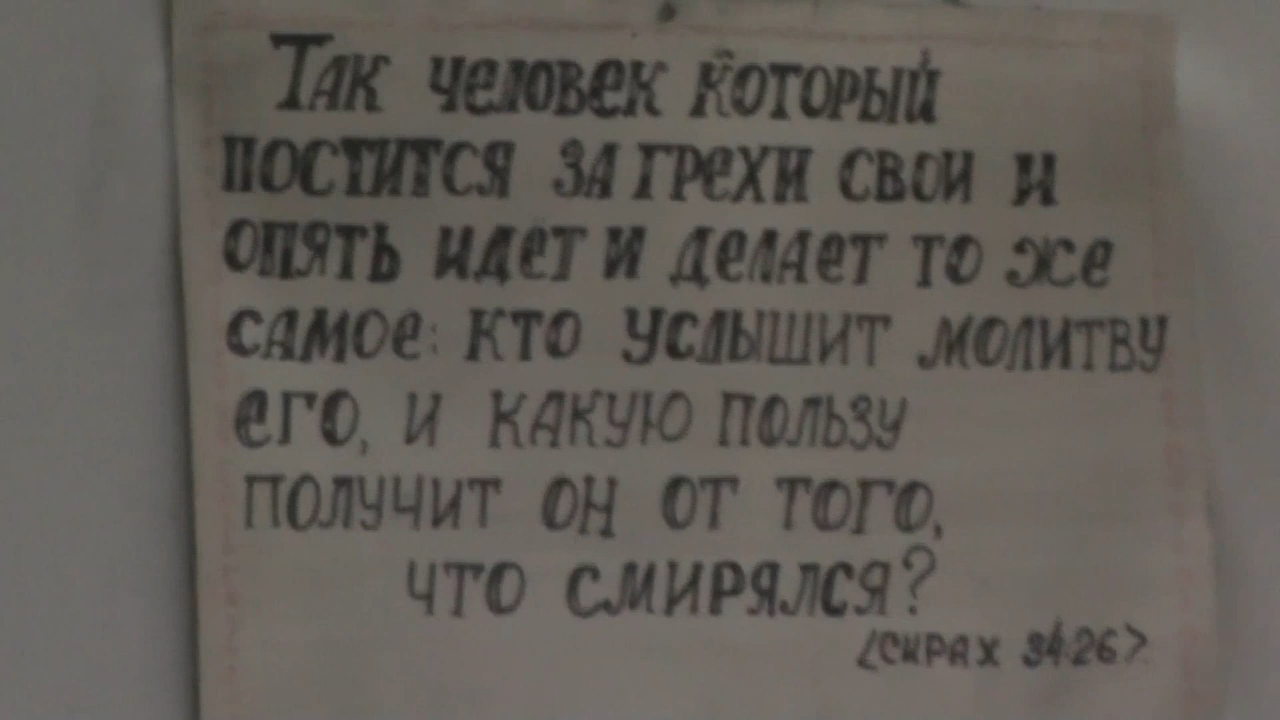 Так человек который
постится за грехи свои и
опять идет и делает то же
самое: кто услышит молитву
его, и какую пользу
получит он от того,
что смирялся?
<Сирах 34:26>